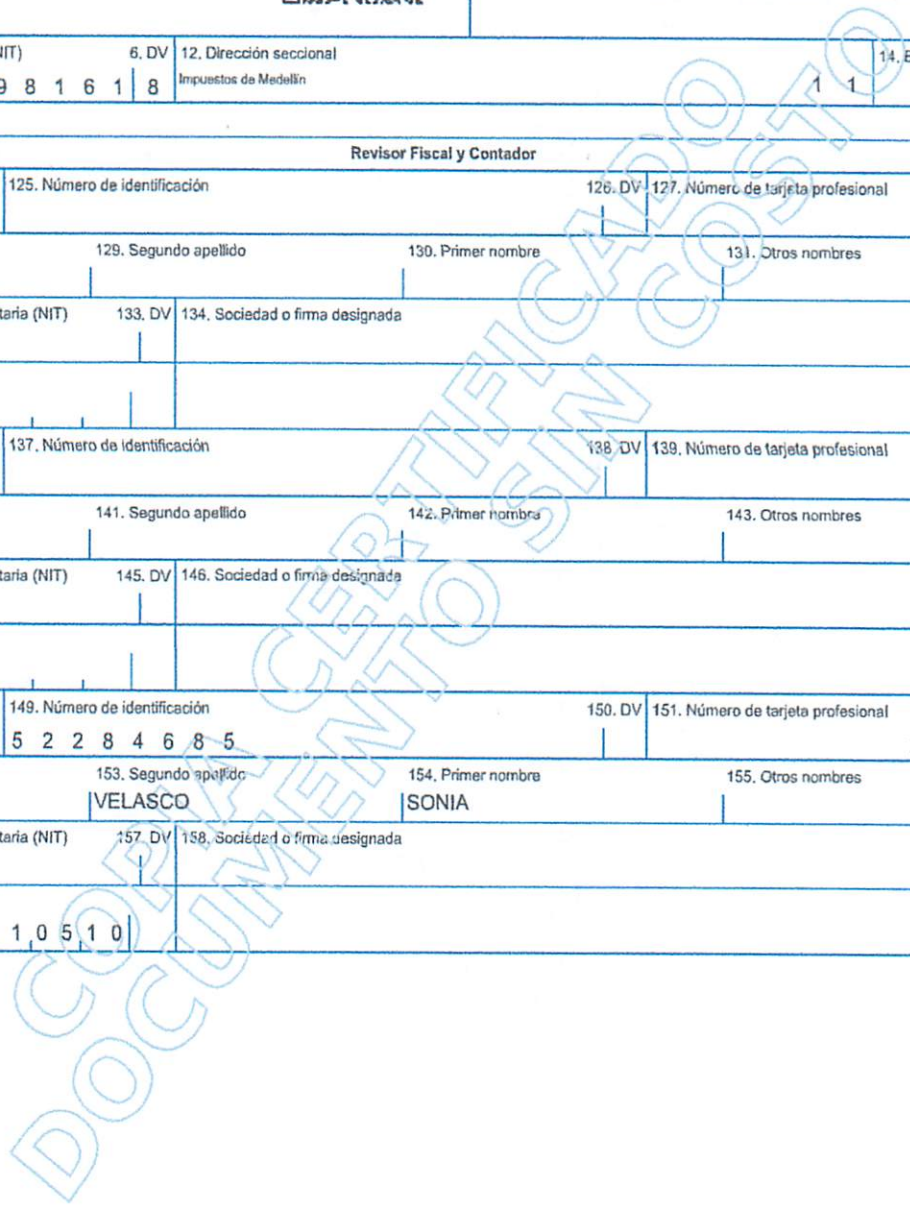 6. DV 12. Dirección seccional 14.
9 8 1 6 1 8 Impuestos de Medellín 1 1
Revisor Fiscal y Contador
125. Número de identificación 126. DV 127. Número de tarjeta profesional
129. Segundo apellido 130. Primer nombre 131. Otros nombres
taria (NIT) 133. DV 134. Sociedad o firma designada
137. Número de identificación 138. DV 139. Número de tarjeta profesional
141. Segundo apellido 142. Primer nombre 143. Otros nombres
taria (NIT) 145. DV 146. Sociedad o firma designada
149. Número de identificación 150. DV 151. Número de tarjeta profesional
5 2 2 8 4 6 8 5
153. Segundo apellido 154. Primer nombre 155. Otros nombres
VELASCO SONIA
taria (NIT) 157. DV 158. Sociedad o firma designada
1 0 5 1 0
COPIA CERTIFICADO
DOCUMENTO SIN COSTO